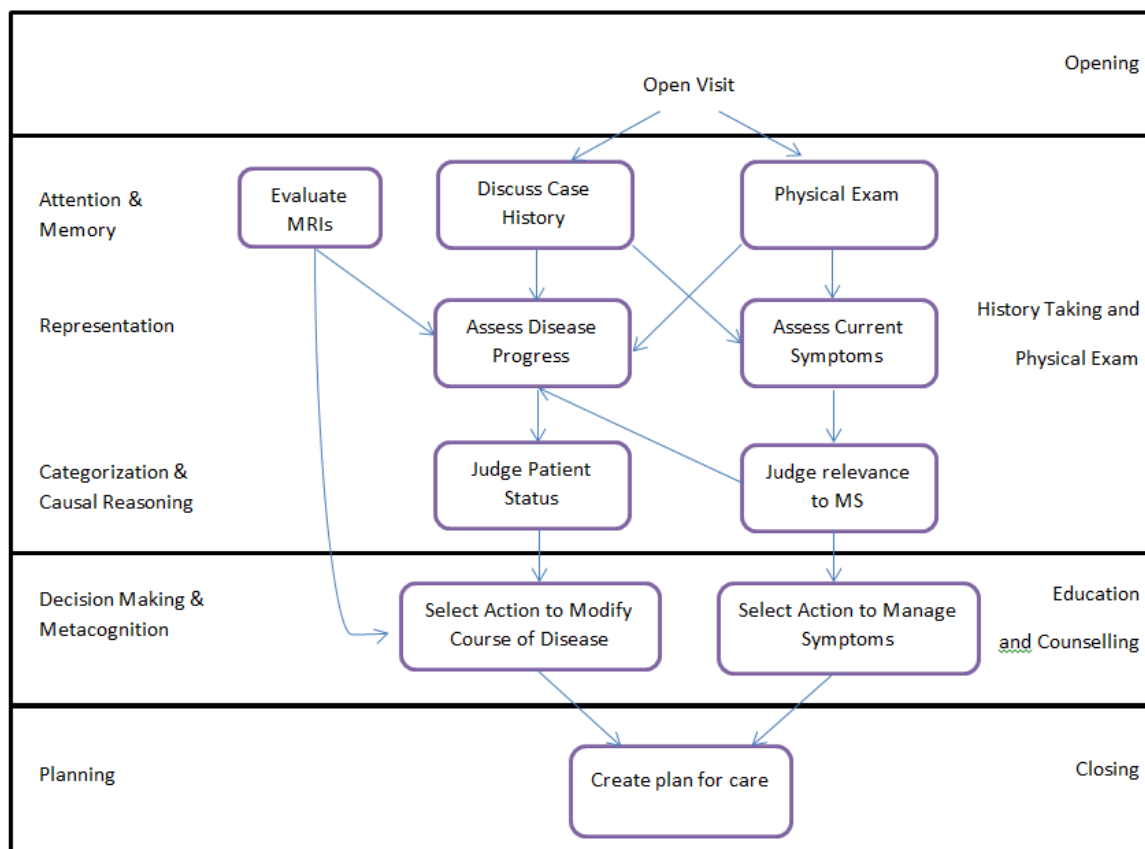 Opening
Open Visit
Attention &
Memory
Evaluate
MRIs
Discuss Case
History
Physical Exam
Representation
Assess Disease
Progress
Assess Current
Symptoms
History Taking and
Physical Exam
Categorization &
Causal Reasoning
Judge Patient
Status
Judge relevance
to MS
Decision Making &
Metacognition
Select Action to Modify
Course of Disease
Select Action to Manage
Symptoms
Education
and Counselling
Planning
Create plan for care
Closing